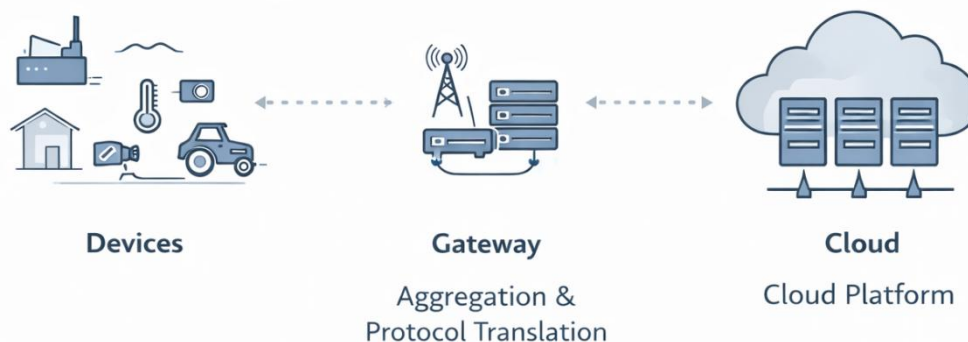 Devices
Gateway
Aggregation &
Protocol Translation
Cloud
Cloud Platform